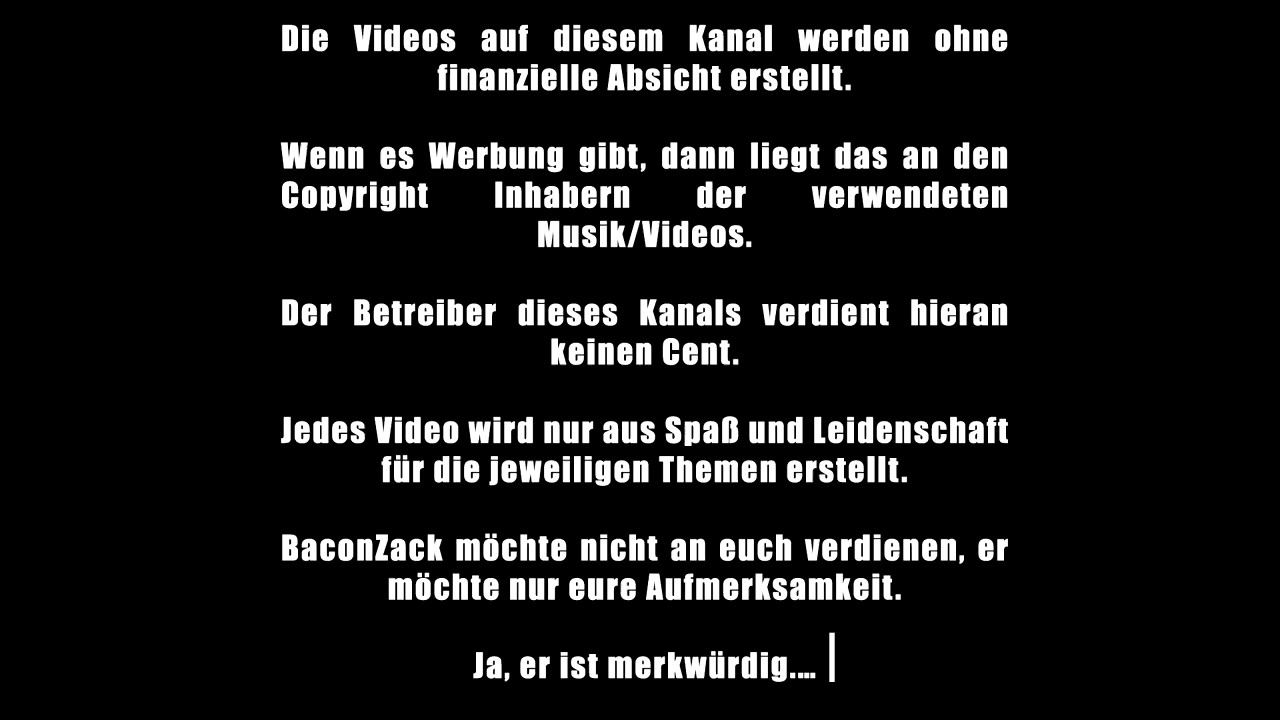 Die Videos auf diesem Kanal werden ohne
finanzielle Absicht erstellt.
Wenn es Werbung gibt, dann liegt das an den
Copyright Inhabern der verwendeten
Musik/Videos.
Der Betreiber dieses Kanals verdient hieran
keinen Cent.
Jedes Video wird nur aus Spaß und Leidenschaft
für die jeweiligen Themen erstellt.
BaconZack möchte nicht an euch verdienen, er
möchte nur eure Aufmerksamkeit.
Ja, er ist merkwürdig....